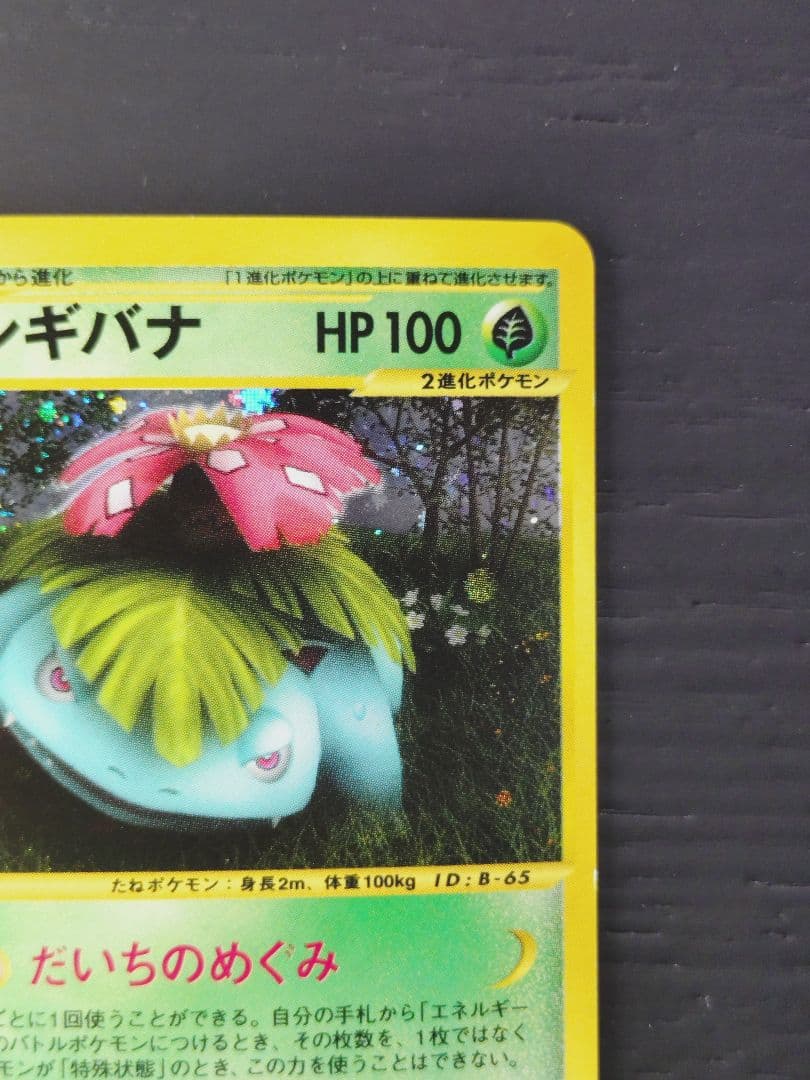 から進化 「1進化ポケモン」の上に重ねて進化させます。
ンギバナ HP 100
2進化ポケモン
たねポケモン：身長2m、体重100kg ID:B-65
だいちのめぐみ
ごとに1回使うことができる。自分の手札から「エネルギー
のバトルポケモンにつけるとき、その枚数を、1枚ではなく
モンが「特殊状態」のとき、この力を使うことはできない。